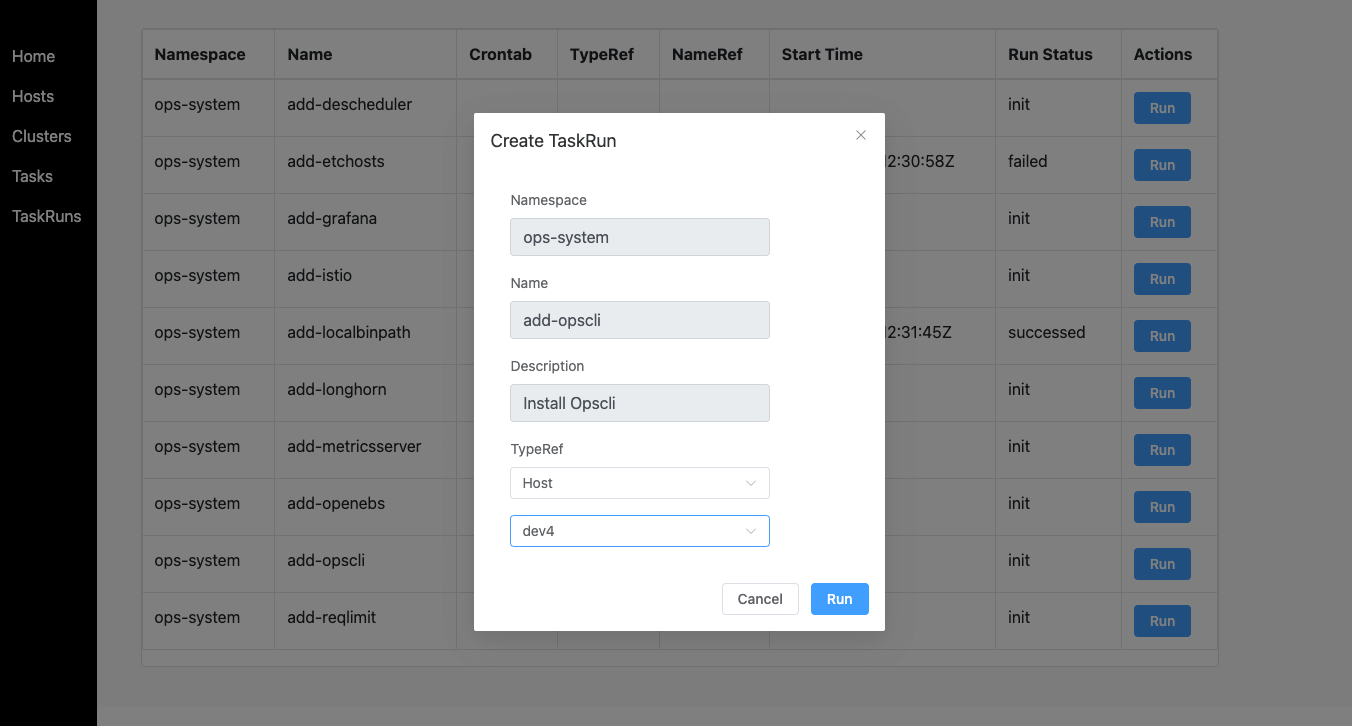 Home
Hosts
Clusters
Tasks
TaskRuns
Namespace Name Crontab TypeRef NameRef Start Time Run Status Actions
ops-system add-descheduler init Run
ops-system add-etchosts 2:30:58Z failed Run
ops-system add-grafana init Run
ops-system add-istio init Run
ops-system add-localbinpath 2:31:45Z successed Run
ops-system add-longhorn init Run
ops-system add-metricsserver init Run
ops-system add-openebs init Run
ops-system add-opscli init Run
ops-system add-reqlimit init Run
Create TaskRun
Namespace
ops-system
Name
add-opscli
Description
Install Opscli
TypeRef
Host
dev4
Cancel Run